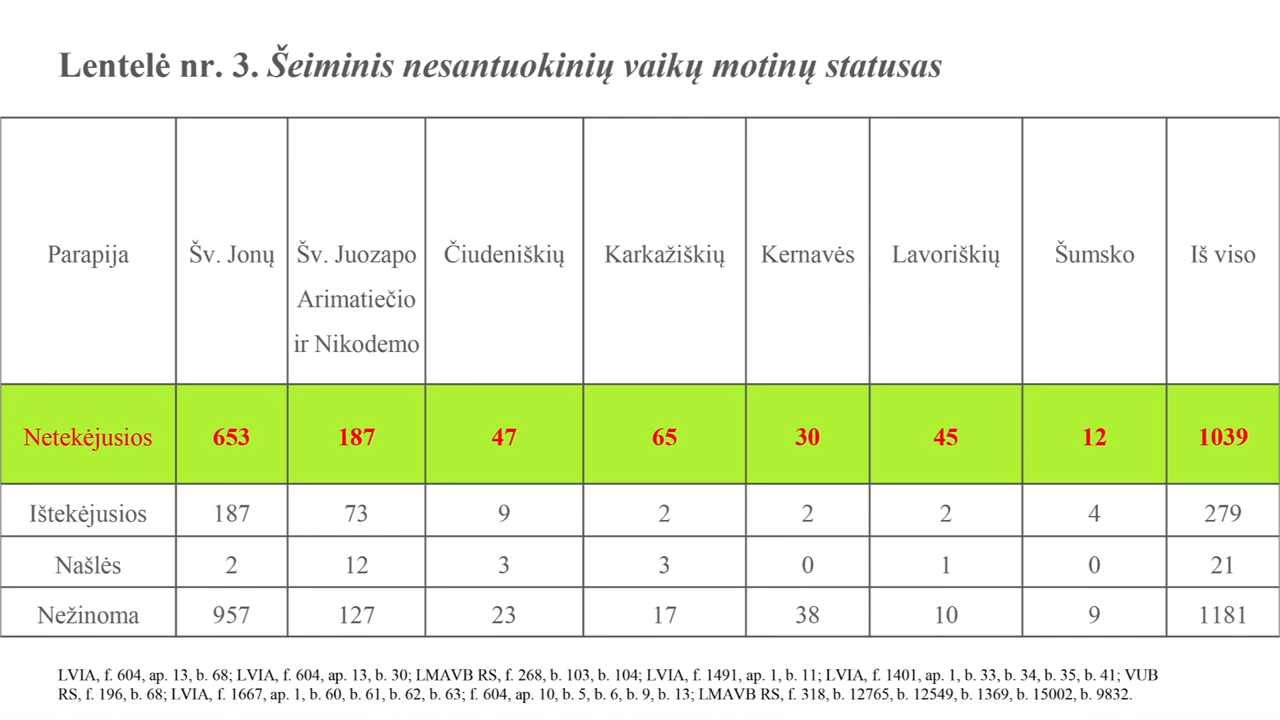 Lentelė nr. 3. Šeiminis nesantuokinių vaikų motinų statusas
Parapija Šv. Jonų Šv. Juozapo Čiudeniškių Karkažiškių Kernavės Lavoriškių Šumsko Iš viso
Arimatiečio
ir Nikodemo
Netekėjusios 653 187 47 65 30 45 12 1039
Ištekėjusios 187 73 9 2 2 2 4 279
Našlės 2 12 3 3 0 1 0 21
Nežinoma 957 127 23 17 38 10 9 1181
LVIA, f. 604, ap. 13, b. 68; LVIA, f. 604, ap. 13, b. 30; LMAVB RS, f. 268, b. 103, b. 104; LVIA, f. 1491, ap. 1, b. 11; LVIA, f. 1401, ap. 1, b. 33, b. 34, b. 35, b. 41; VUB
RS, f. 196, b. 68; LVIA, f. 1667, ap. 1, b. 60, b. 61, b. 62, b. 63; f. 604, ap. 10, b. 5, b. 6, b. 9, b. 13; LMAVB RS, f. 318, b. 12765, b. 12549, b. 1369, b. 15002, b. 9832.